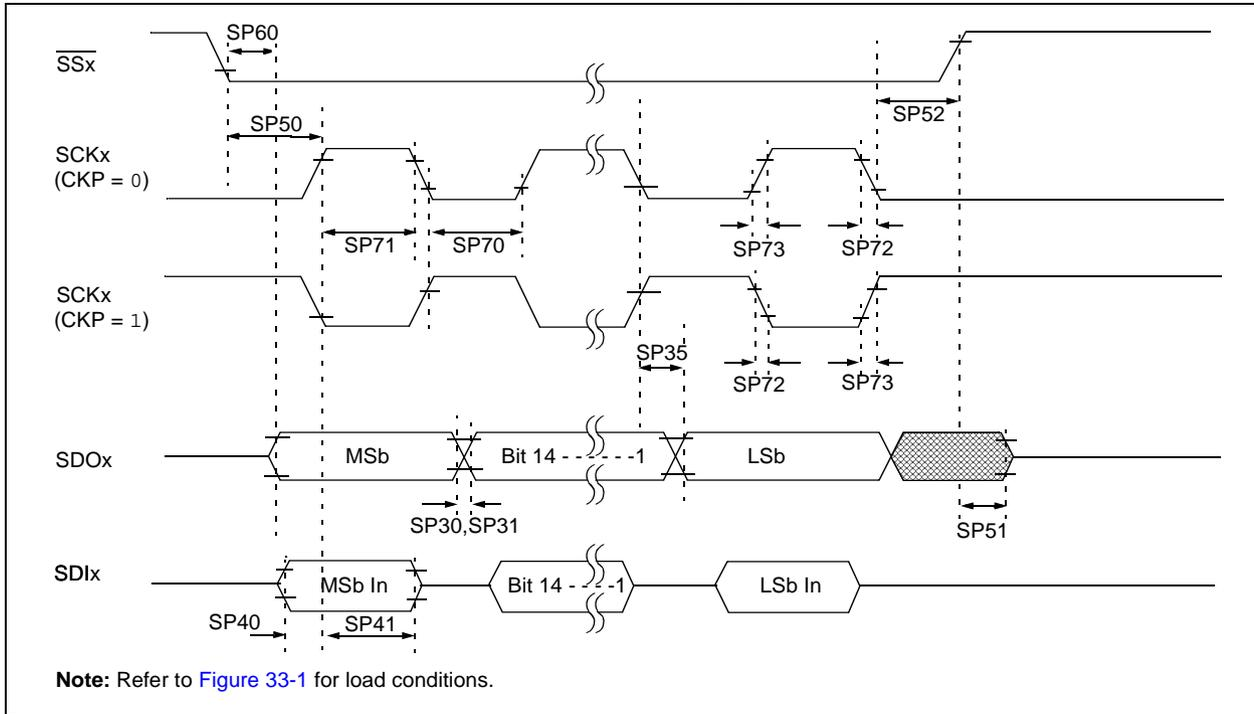 SP60
SSx
SP52
SP50
SCKx
(CKP = 0)
SP71
SP70
SP73
SP72
SCKx
(CKP = 1)
SP35
SP72
SP73
SDOx
MSb
Bit 14 - - - - - -1
LSb
SP30,SP31
SP51
SDIx
MSb In
Bit 14 - - - -1
LSb In
SP40
SP41
Note: Refer to Figure 33-1 for load conditions.